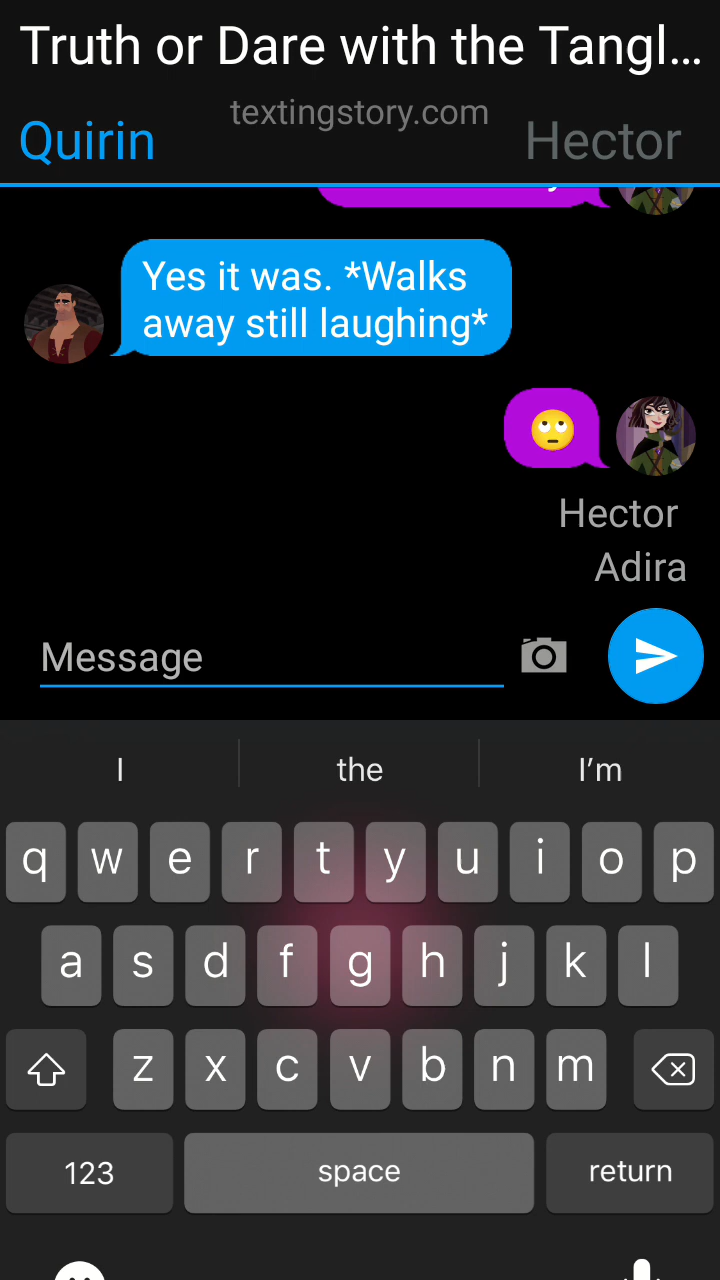 Truth or Dare with the Tangl...
textingstory.com
Quirin
Hector
Yes it was. *Walks
away still laughing*
🙄
Hector
Adira
Message
I
the
I'm
q w e r t y u i o p
a s d f g h j k l
z x c v b n m
123
space
return